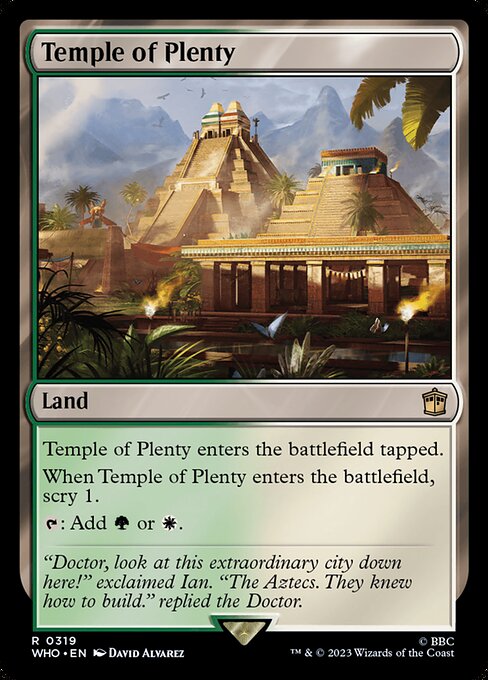 Temple of Plenty
Land
Temple of Plenty enters the battlefield tapped.
When Temple of Plenty enters the battlefield,
scry 1.
: Add or .
“Doctor, look at this extraordinary city down
here!” exclaimed Ian. “The Aztecs. They knew
how to build.” replied the Doctor.
R 0319
WHO • EN David Alvarez
© BBC
™ & © 2023 Wizards of the Coast